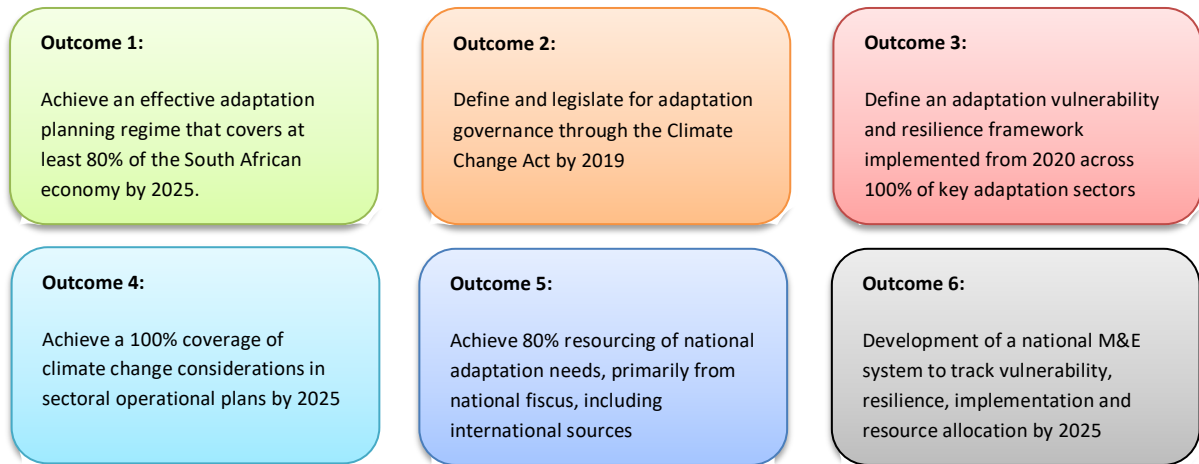 Outcome 1:
Achieve an effective adaptation
planning regime that covers at
least 80% of the South African
economy by 2025.
Outcome 2:
Define and legislate for adaptation
governance through the Climate
Change Act by 2019
Outcome 3:
Define an adaptation vulnerability
and resilience framework
implemented from 2020 across
100% of key adaptation sectors
Outcome 4:
Achieve a 100% coverage of
climate change considerations in
sectoral operational plans by 2025
Outcome 5:
Achieve 80% resourcing of national
adaptation needs, primarily from
national fiscus, including
international sources
Outcome 6:
Development of a national M&E
system to track vulnerability,
resilience, implementation and
resource allocation by 2025